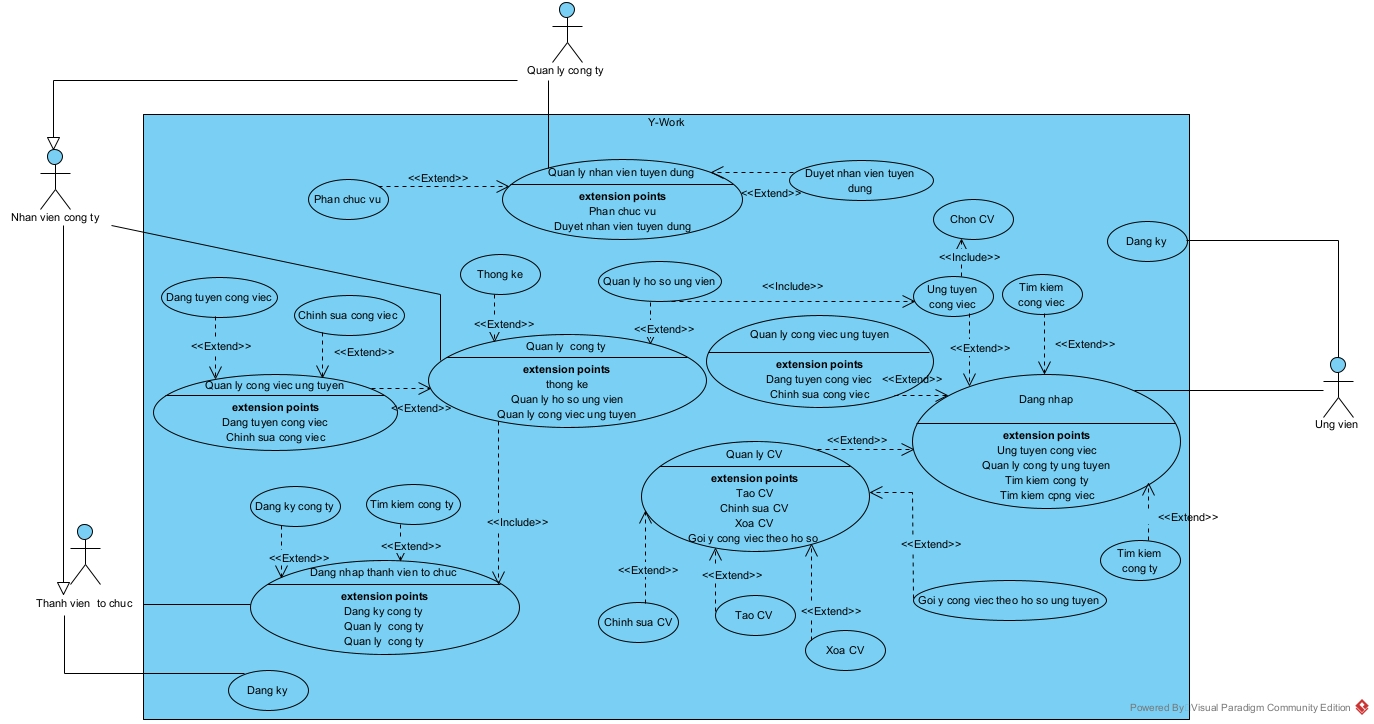 Quan ly cong ty
Y-Work
Nhan vien cong ty
Phan chuc vu
<<Extend>>
Quan ly nhan vien tuyen dung
extension points
Phan chuc vu
Duyet nhan vien tuyen dung
<<Extend>>
Duyet nhan vien tuyen
dung
Chon CV
<<Include>>
Dang ky
Thong ke
<<Extend>>
Quan ly ho so ung vien
<<Extend>>
<<Include>>
Ung tuyen
cong viec
<<Extend>>
Tim kiem
cong viec
<<Extend>>
Dang tuyen cong viec
<<Extend>>
Chinh sua cong viec
<<Extend>>
Quan ly cong viec ung tuyen
extension points
Dang tuyen cong viec
Chinh sua cong viec
<<Extend>>
Quan ly  cong ty
extension points
thong ke
Quan ly ho so ung vien
Quan ly cong viec ung tuyen
Quan ly cong viec ung tuyen
extension points
Dang tuyen cong viec
Chinh sua cong viec
<<Extend>>
Dang nhap
extension points
Ung tuyen cong viec
Quan ly cong ty ung tuyen
Tim kiem cong ty
Tim kiem cpng viec
Ung vien
Quan ly CV
extension points
Tao CV
Chinh sua CV
Xoa CV
Goi y cong viec theo ho so
<<Extend>>
<<Extend>>
<<Extend>>
Tim kiem
cong ty
Dang ky cong ty
<<Extend>>
Tim kiem cong ty
<<Extend>>
<<Include>>
Dang nhap thanh vien to chuc
extension points
Dang ky cong ty
Quan ly  cong ty
Quan ly  cong ty
Thanh vien  to chuc
<<Extend>>
Chinh sua CV
<<Extend>>
Tao CV
<<Extend>>
Xoa CV
Goi y cong viec theo ho so ung tuyen
Dang ky
Powered By: Visual Paradigm Community Edition